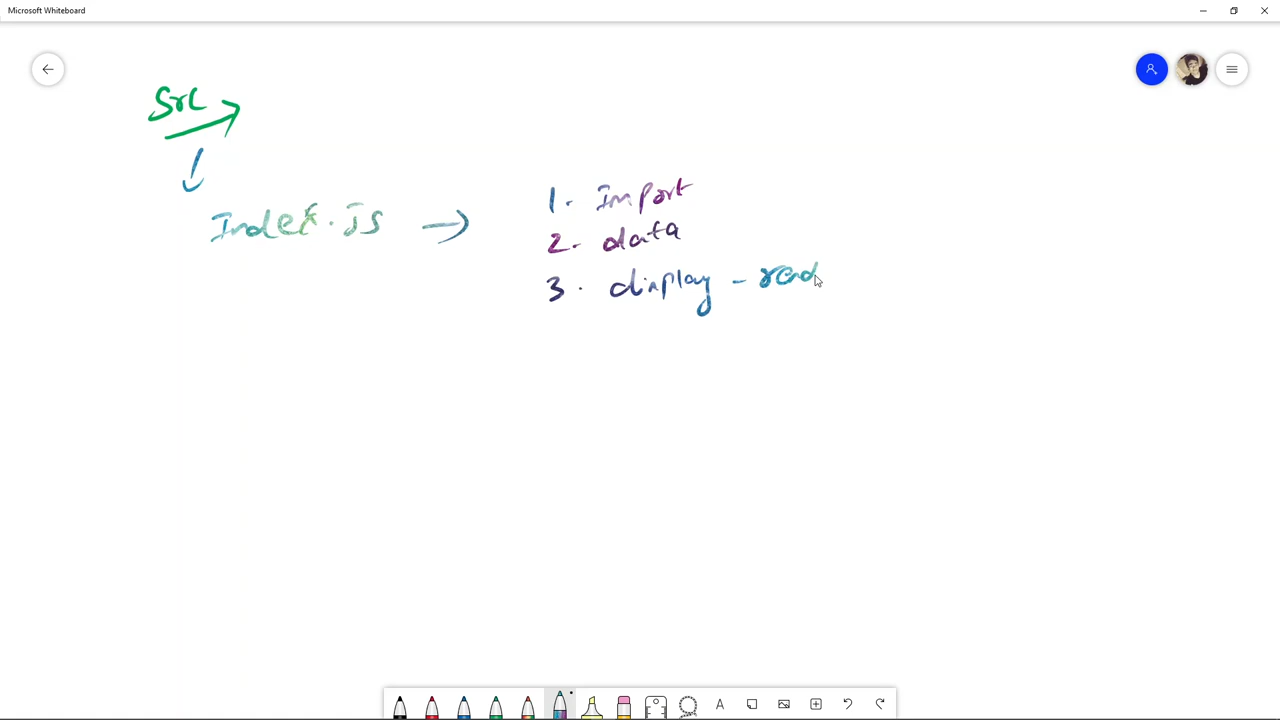 Microsoft Whiteboard
Src
Index.js
1. Import
2. data
3. display - rend
A